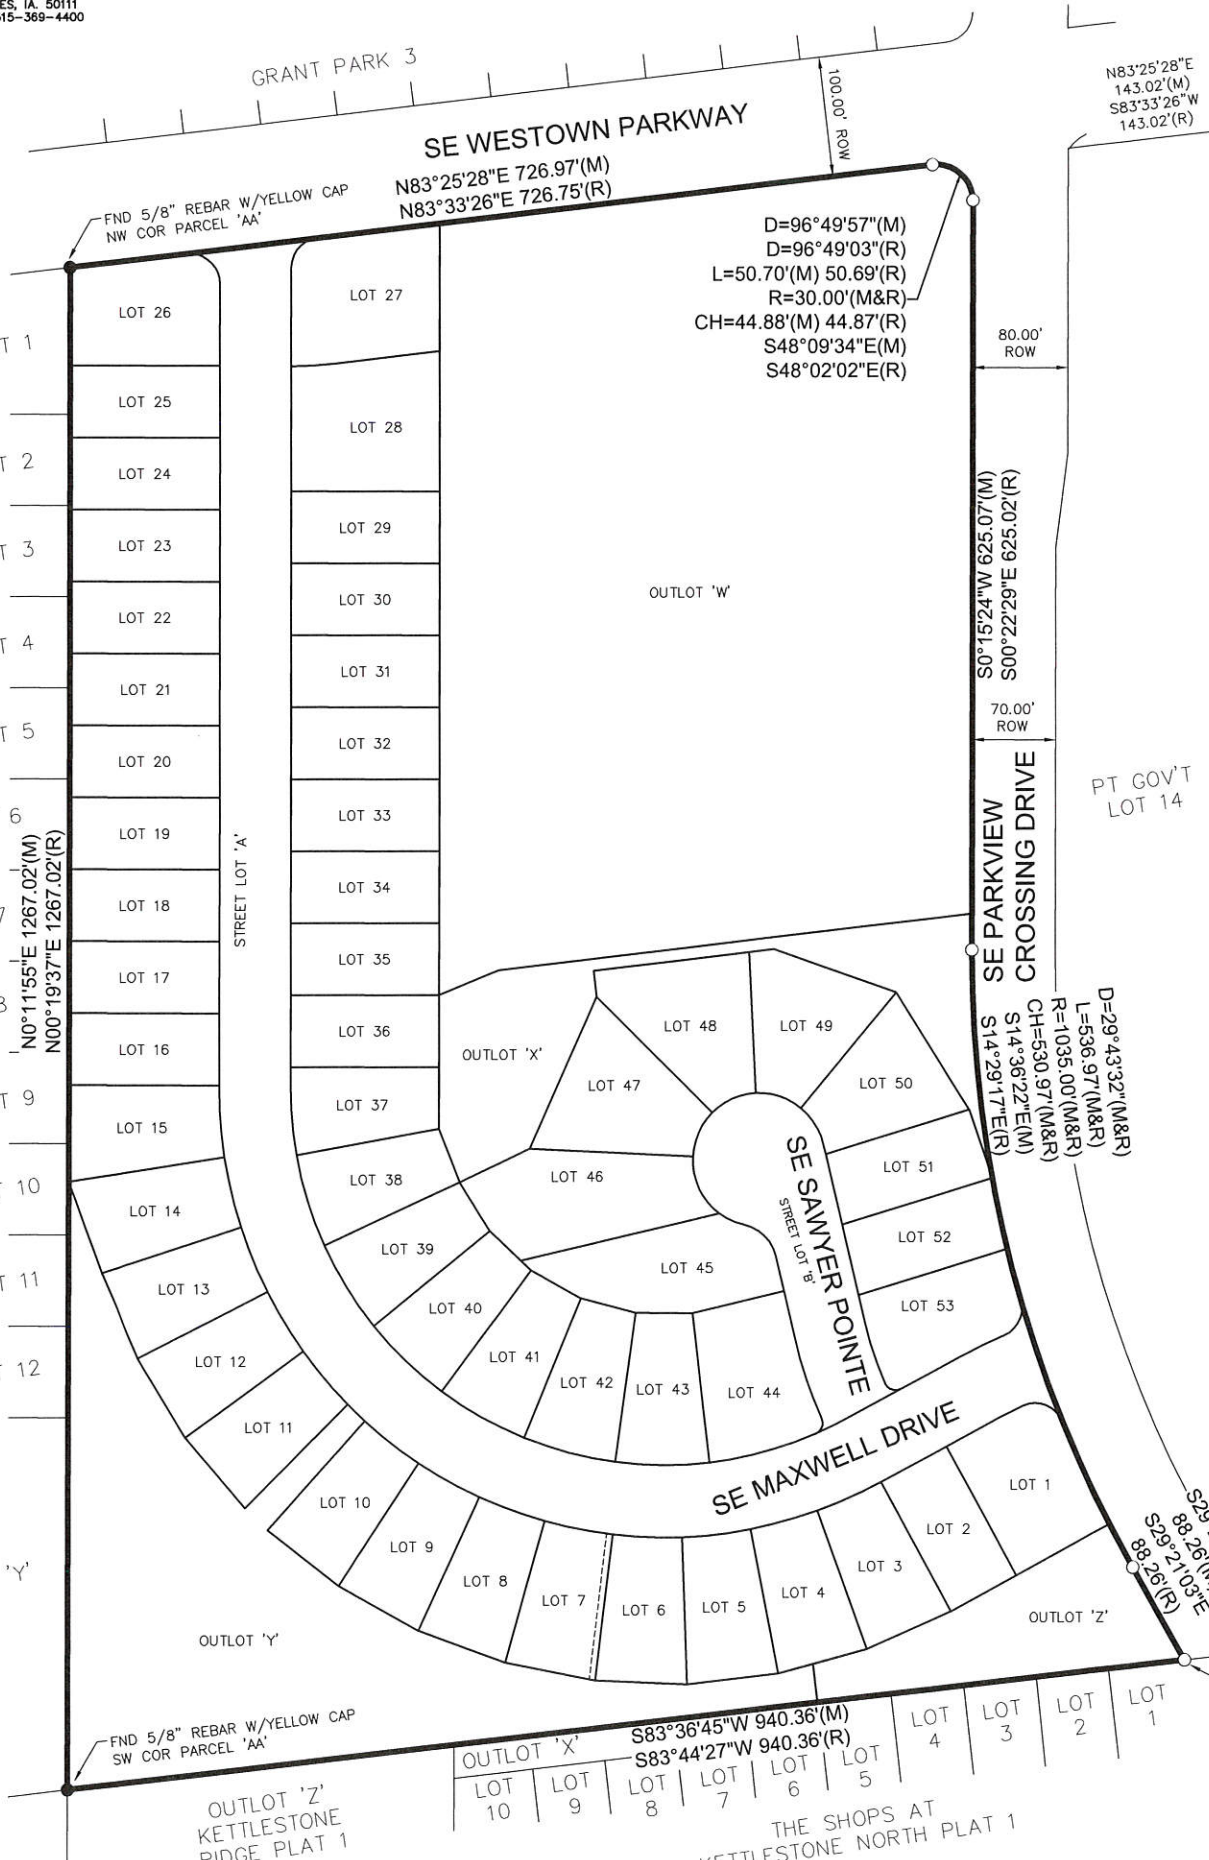 ES, IA. 50111
515-369-4400
GRANT PARK 3
SE WESTOWN PARKWAY
N83°25'28"E 726.97'(M)
N83°33'26"E 726.75'(R)
100.00' ROW
N83°25'28"E
143.02'(M)
S83°33'26"W
143.02'(R)
FND 5/8" REBAR W/YELLOW CAP
NW COR PARCEL 'AA'
D=96°49'57"(M)
D=96°49'03"(R)
L=50.70'(M) 50.69'(R)
R=30.00'(M&R)
CH=44.88'(M) 44.87'(R)
S48°09'34"E(M)
S48°02'02"E(R)
80.00'
ROW
S0°15'24"W 625.07'(M)
S00°22'29"E 625.02'(R)
70.00'
ROW
SE PARKVIEW
CROSSING DRIVE
PT GOV'T
LOT 14
D=29°43'32"(M&R)
L=536.97'(M&R)
R=1035.00'(M&R)
CH=530.97'(M&R)
S14°36'22"E(M)
S14°29'17"E(R)
T 1
T 2
T 3
T 4
T 5
6
7
8
T 9
10
T 11
12
'Y'
N0°11'55"E 1267.02'(M)
N00°19'37"E 1267.02'(R)
LOT 26
LOT 25
LOT 24
LOT 23
LOT 22
LOT 21
LOT 20
LOT 19
LOT 18
LOT 17
LOT 16
LOT 15
LOT 14
LOT 13
LOT 12
LOT 11
STREET LOT 'A'
LOT 27
LOT 28
LOT 29
LOT 30
LOT 31
LOT 32
LOT 33
LOT 34
LOT 35
LOT 36
LOT 37
LOT 38
LOT 39
LOT 40
LOT 41
LOT 42
LOT 43
LOT 44
LOT 45
LOT 46
LOT 47
LOT 48
LOT 49
LOT 50
LOT 51
LOT 52
LOT 53
OUTLOT 'W'
OUTLOT 'X'
SE SAWYER POINTE
STREET LOT 'B'
SE MAXWELL DRIVE
LOT 10
LOT 9
LOT 8
LOT 7
LOT 6
LOT 5
LOT 4
LOT 3
LOT 2
LOT 1
OUTLOT 'Z'
OUTLOT 'Y'
S29°
88.26'(M)
S29°21'03"E
88.26'(R)
FND 5/8" REBAR W/YELLOW CAP
SW COR PARCEL 'AA'
S83°36'45"W 940.36'(M)
S83°44'27"W 940.36'(R)
OUTLOT 'X'
LOT
10
LOT
9
LOT
8
LOT
7
LOT
6
LOT
5
LOT
4
LOT
3
LOT
2
LOT
1
OUTLOT 'Z'
KETTLESTONE
RIDGE PLAT 1
THE SHOPS AT
KETTLESTONE NORTH PLAT 1